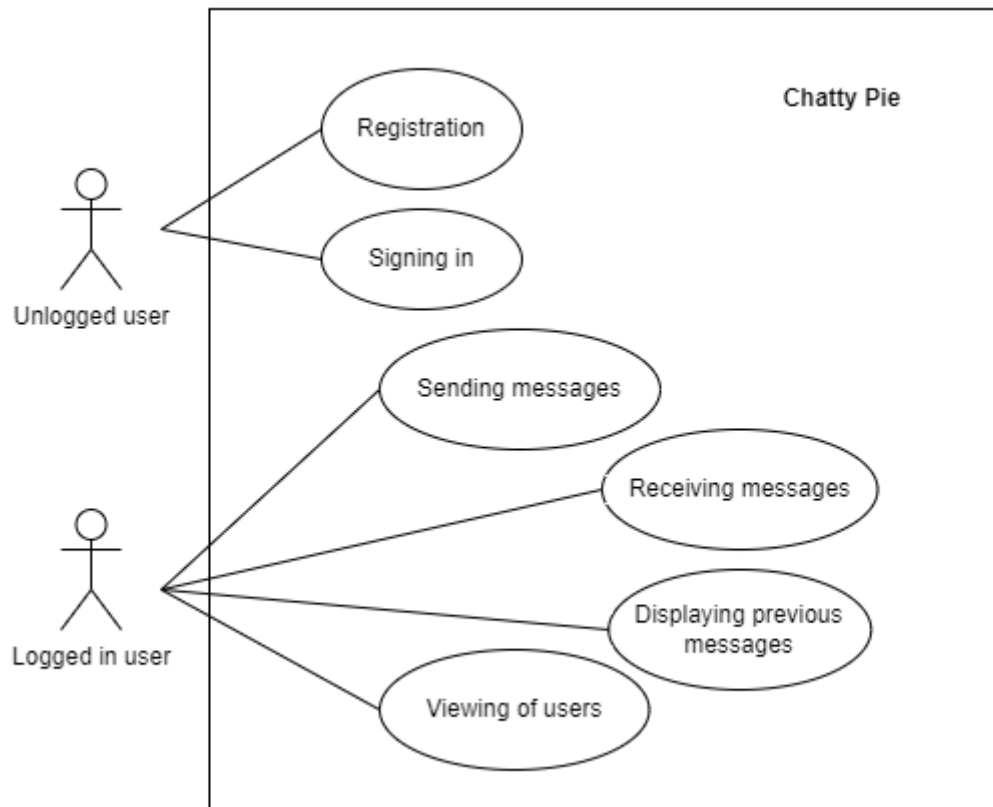 Chatty Pie
Registration
Signing in
Unlogged user
Sending messages
Receiving messages
Displaying previous
messages
Logged in user
Viewing of users